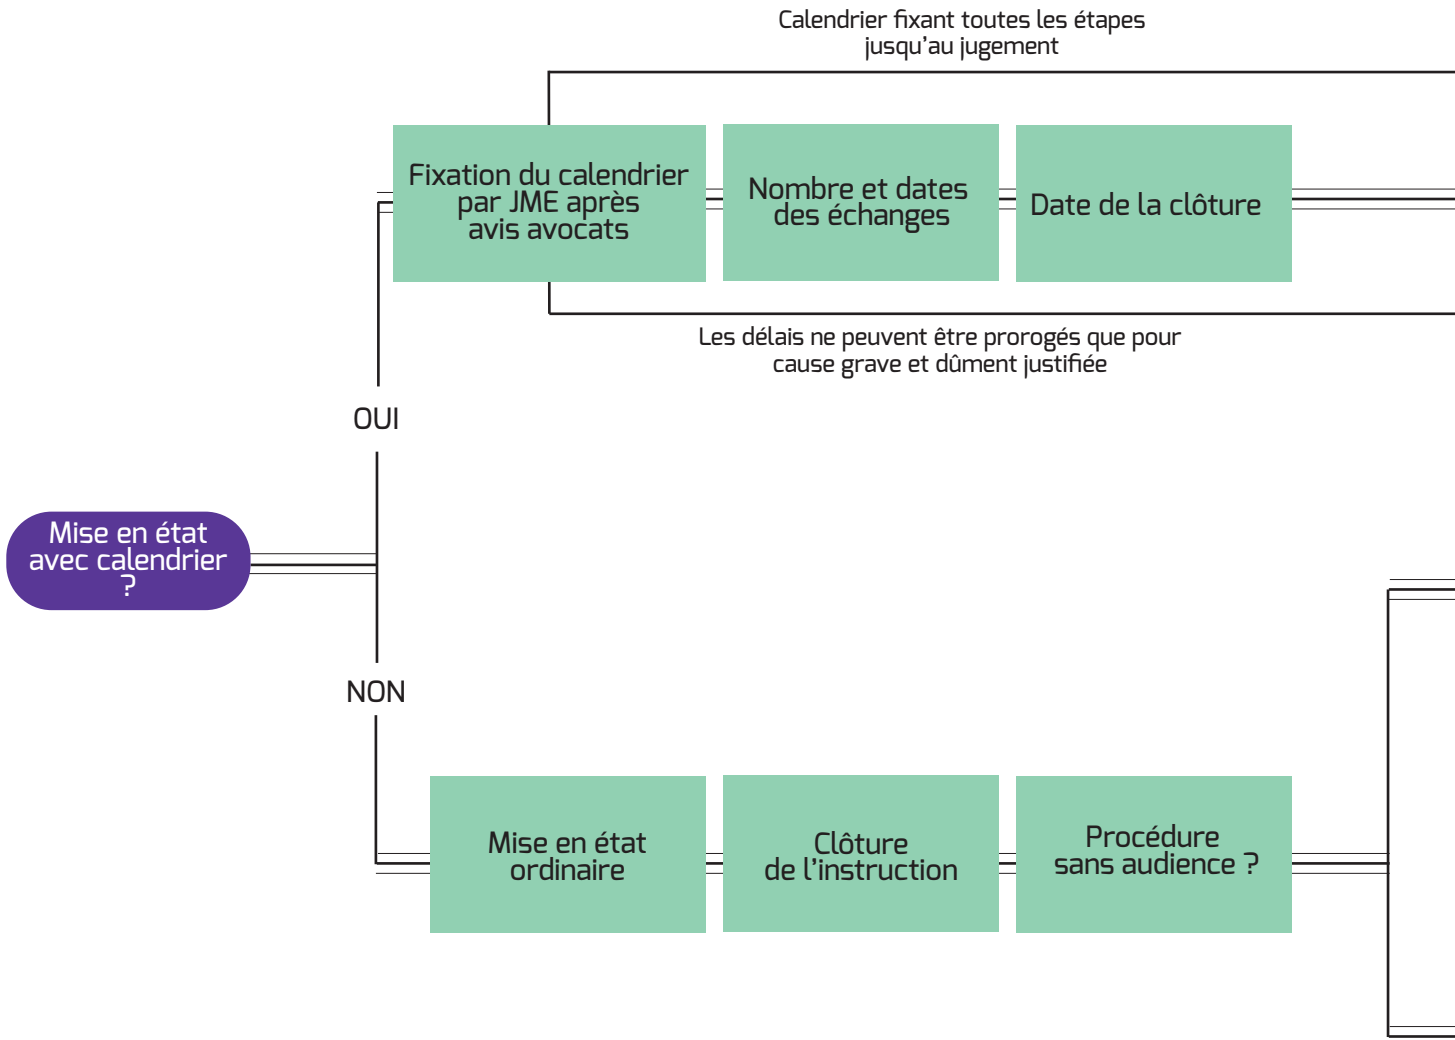 Calendrier fixant toutes les étapes
jusqu'au jugement
Fixation du calendrier
par JME après
avis avocats
Nombre et dates
des échanges
Date de la clôture
Les délais ne peuvent être prorogés que pour
cause grave et dûment justifiée
OUI
Mise en état
avec calendrier
?
NON
Mise en état
ordinaire
Clôture
de l'instruction
Procédure
sans audience ?